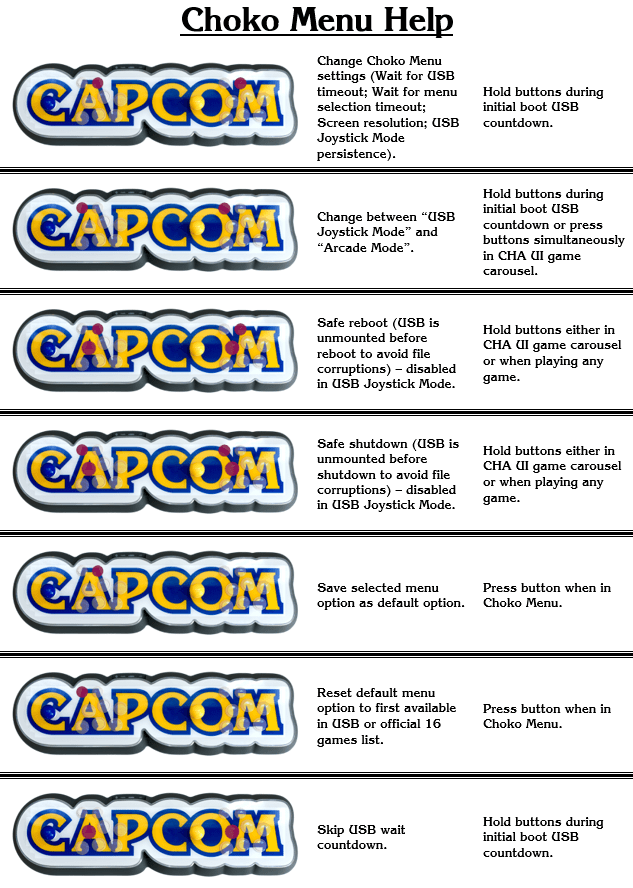 Choko Menu Help
CAPCOM
Change Choko Menu
settings (Wait for USB
timeout; Wait for menu
selection timeout;
Screen resolution; USB
Joystick Mode
persistence).
Hold buttons during
initial boot USB
countdown.
CAPCOM
Change between “USB
Joystick Mode” and
“Arcade Mode”.
Hold buttons during
initial boot USB
countdown or press
buttons simultaneously
in CHA UI game
carousel.
CAPCOM
Safe reboot (USB is
unmounted before
reboot to avoid file
corruptions) – disabled
in USB Joystick Mode.
Hold buttons either in
CHA UI game carousel
or when playing any
game.
CAPCOM
Safe shutdown (USB is
unmounted before
shutdown to avoid file
corruptions) – disabled
in USB Joystick Mode.
Hold buttons either in
CHA UI game carousel
or when playing any
game.
CAPCOM
Save selected menu
option as default option.
Press button when in
Choko Menu.
CAPCOM
Reset default menu
option to first available
in USB or official 16
games list.
Press button when in
Choko Menu.
CAPCOM
Skip USB wait
countdown.
Hold buttons during
initial boot USB
countdown.